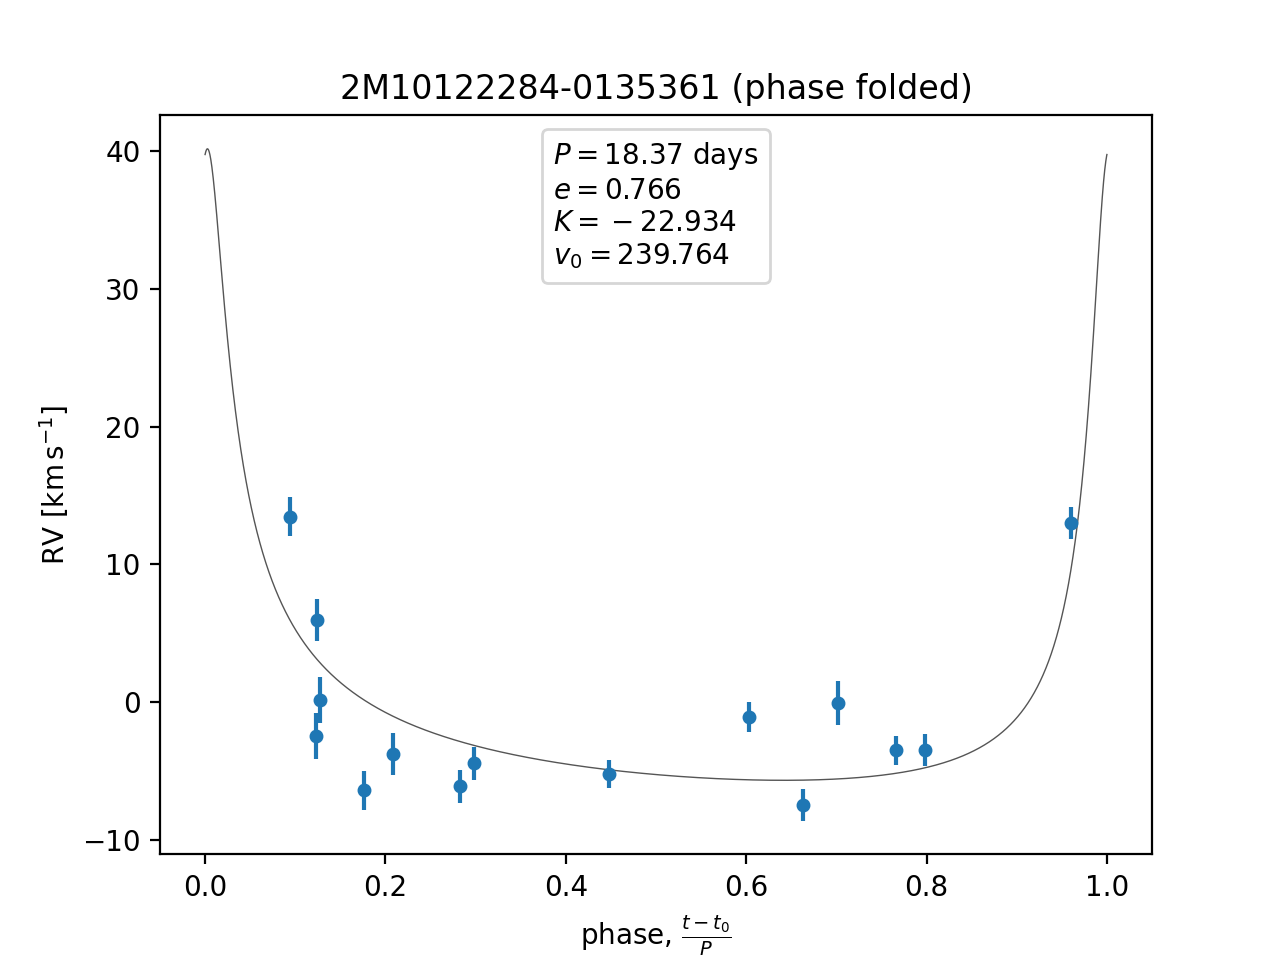 2M10122284-0135361 (phase folded)
P = 18.37 days
e = 0.766
K = −22.934
v₀ = 239.764
RV [km s⁻¹]
40
30
20
10
0
−10
0.0 0.2 0.4 0.6 0.8 1.0
phase, (t − t₀)/P